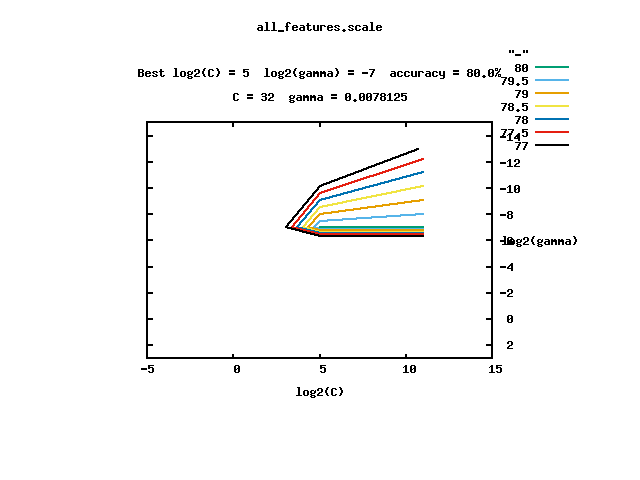 all_features.scale
"-"
Best log2(C) = 5  log2(gamma) = -7  accuracy = 80.0%
C = 32  gamma = 0.0078125
80
79.5
79
78.5
78
77.5
77
-14
-12
-10
-8
-6
log2(gamma)
-4
-2
0
2
-5 0 5 10 15
log2(C)